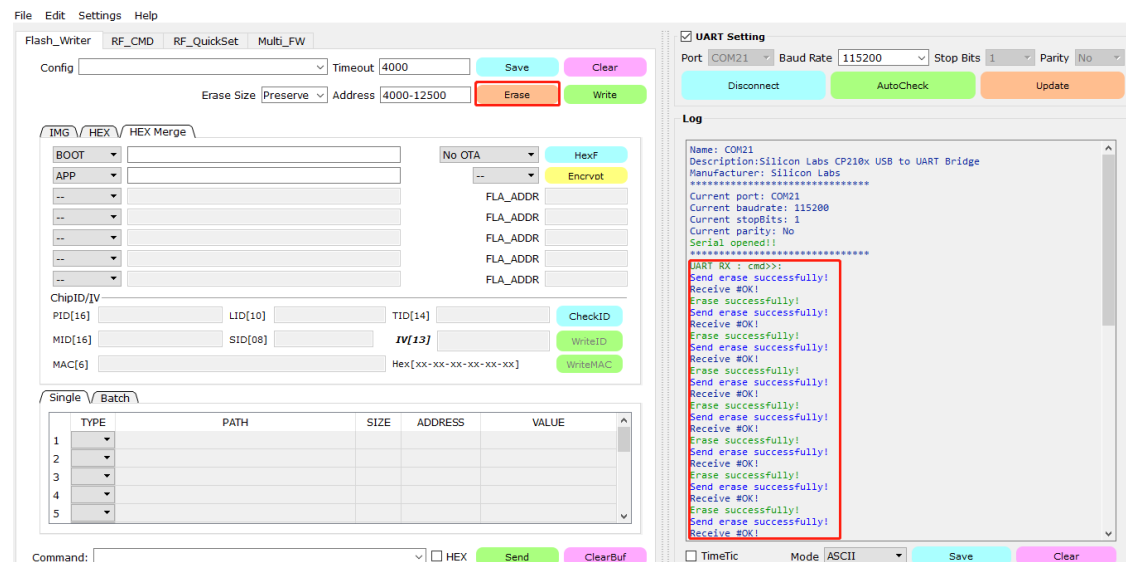 File Edit Settings Help
Flash_Writer RF_CMD RF_QuickSet Multi_FW
Config Timeout 4000 Save Clear
Erase Size Preserve Address 4000-12500 Erase Write
IMG HEX HEX Merge
BOOT No OTA HexF
APP -- Encrypt
-- FLA_ADDR
-- FLA_ADDR
-- FLA_ADDR
-- FLA_ADDR
-- FLA_ADDR
ChipID/IV
PID[16] LID[10] TID[14] CheckID
MID[16] SID[08] IV[13] WriteID
MAC[6] Hex[xx-xx-xx-xx-xx-xx] WriteMAC
Single Batch
TYPE PATH SIZE ADDRESS VALUE
1
2
3
4
5
Command: HEX Send ClearBuf
UART Setting
Port COM21 Baud Rate 115200 Stop Bits 1 Parity No
Disconnect AutoCheck Update
Log
Name: COM21
Description:Silicon Labs CP210x USB to UART Bridge
Manufacturer: Silicon Labs
*******************************
Current port: COM21
Current baudrate: 115200
Current stopBits: 1
Current parity: No
Serial opened!!
*******************************
UART RX : cmd>>:
Send erase successfully!
Receive #OK!
Erase successfully!
Send erase successfully!
Receive #OK!
Erase successfully!
Send erase successfully!
Receive #OK!
Erase successfully!
Send erase successfully!
Receive #OK!
Erase successfully!
Send erase successfully!
Receive #OK!
Erase successfully!
Send erase successfully!
Receive #OK!
Erase successfully!
Send erase successfully!
Receive #OK!
Erase successfully!
Send erase successfully!
Receive #OK!
TimeTic Mode ASCII Save Clear